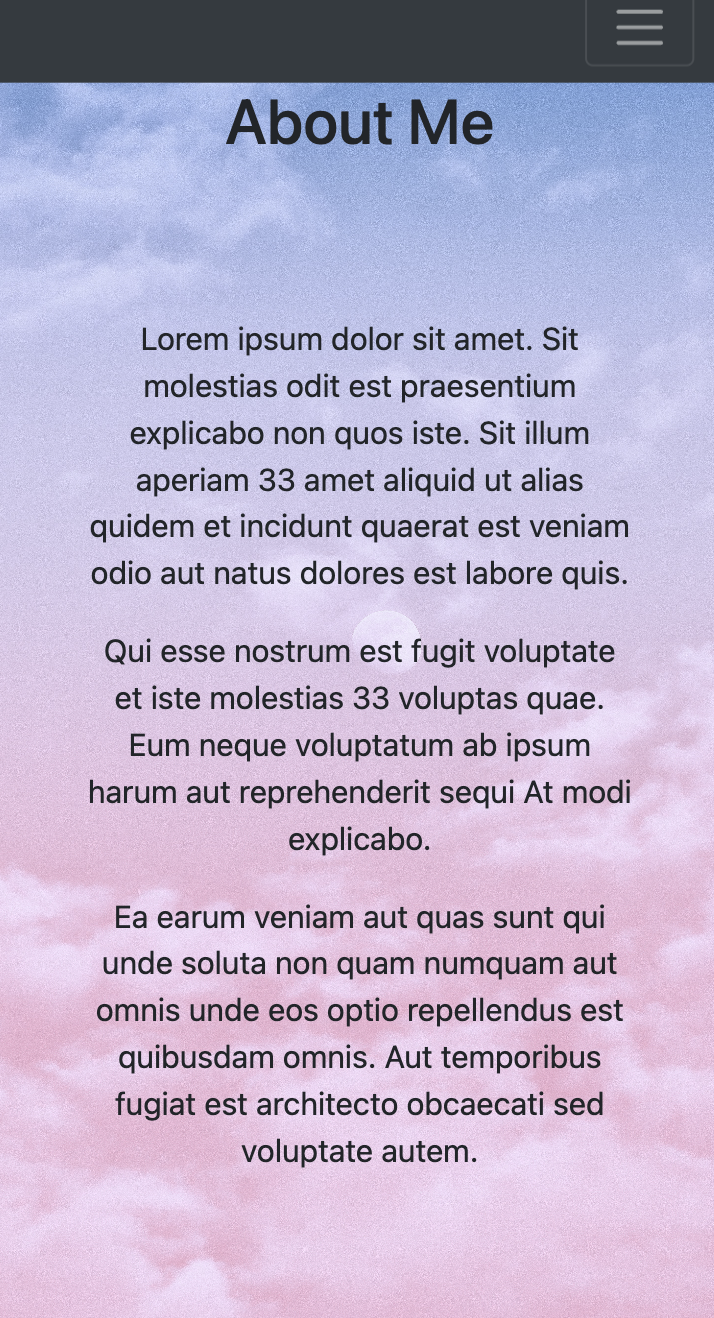 About Me
Lorem ipsum dolor sit amet. Sit
molestias odit est praesentium
explicabo non quos iste. Sit illum
aperiam 33 amet aliquid ut alias
quidem et incidunt quaerat est veniam
odio aut natus dolores est labore quis.
Qui esse nostrum est fugit voluptate
et iste molestias 33 voluptas quae.
Eum neque voluptatum ab ipsum
harum aut reprehenderit sequi At modi
explicabo.
Ea earum veniam aut quas sunt qui
unde soluta non quam numquam aut
omnis unde eos optio repellendus est
quibusdam omnis. Aut temporibus
fugiat est architecto obcaecati sed
voluptate autem.